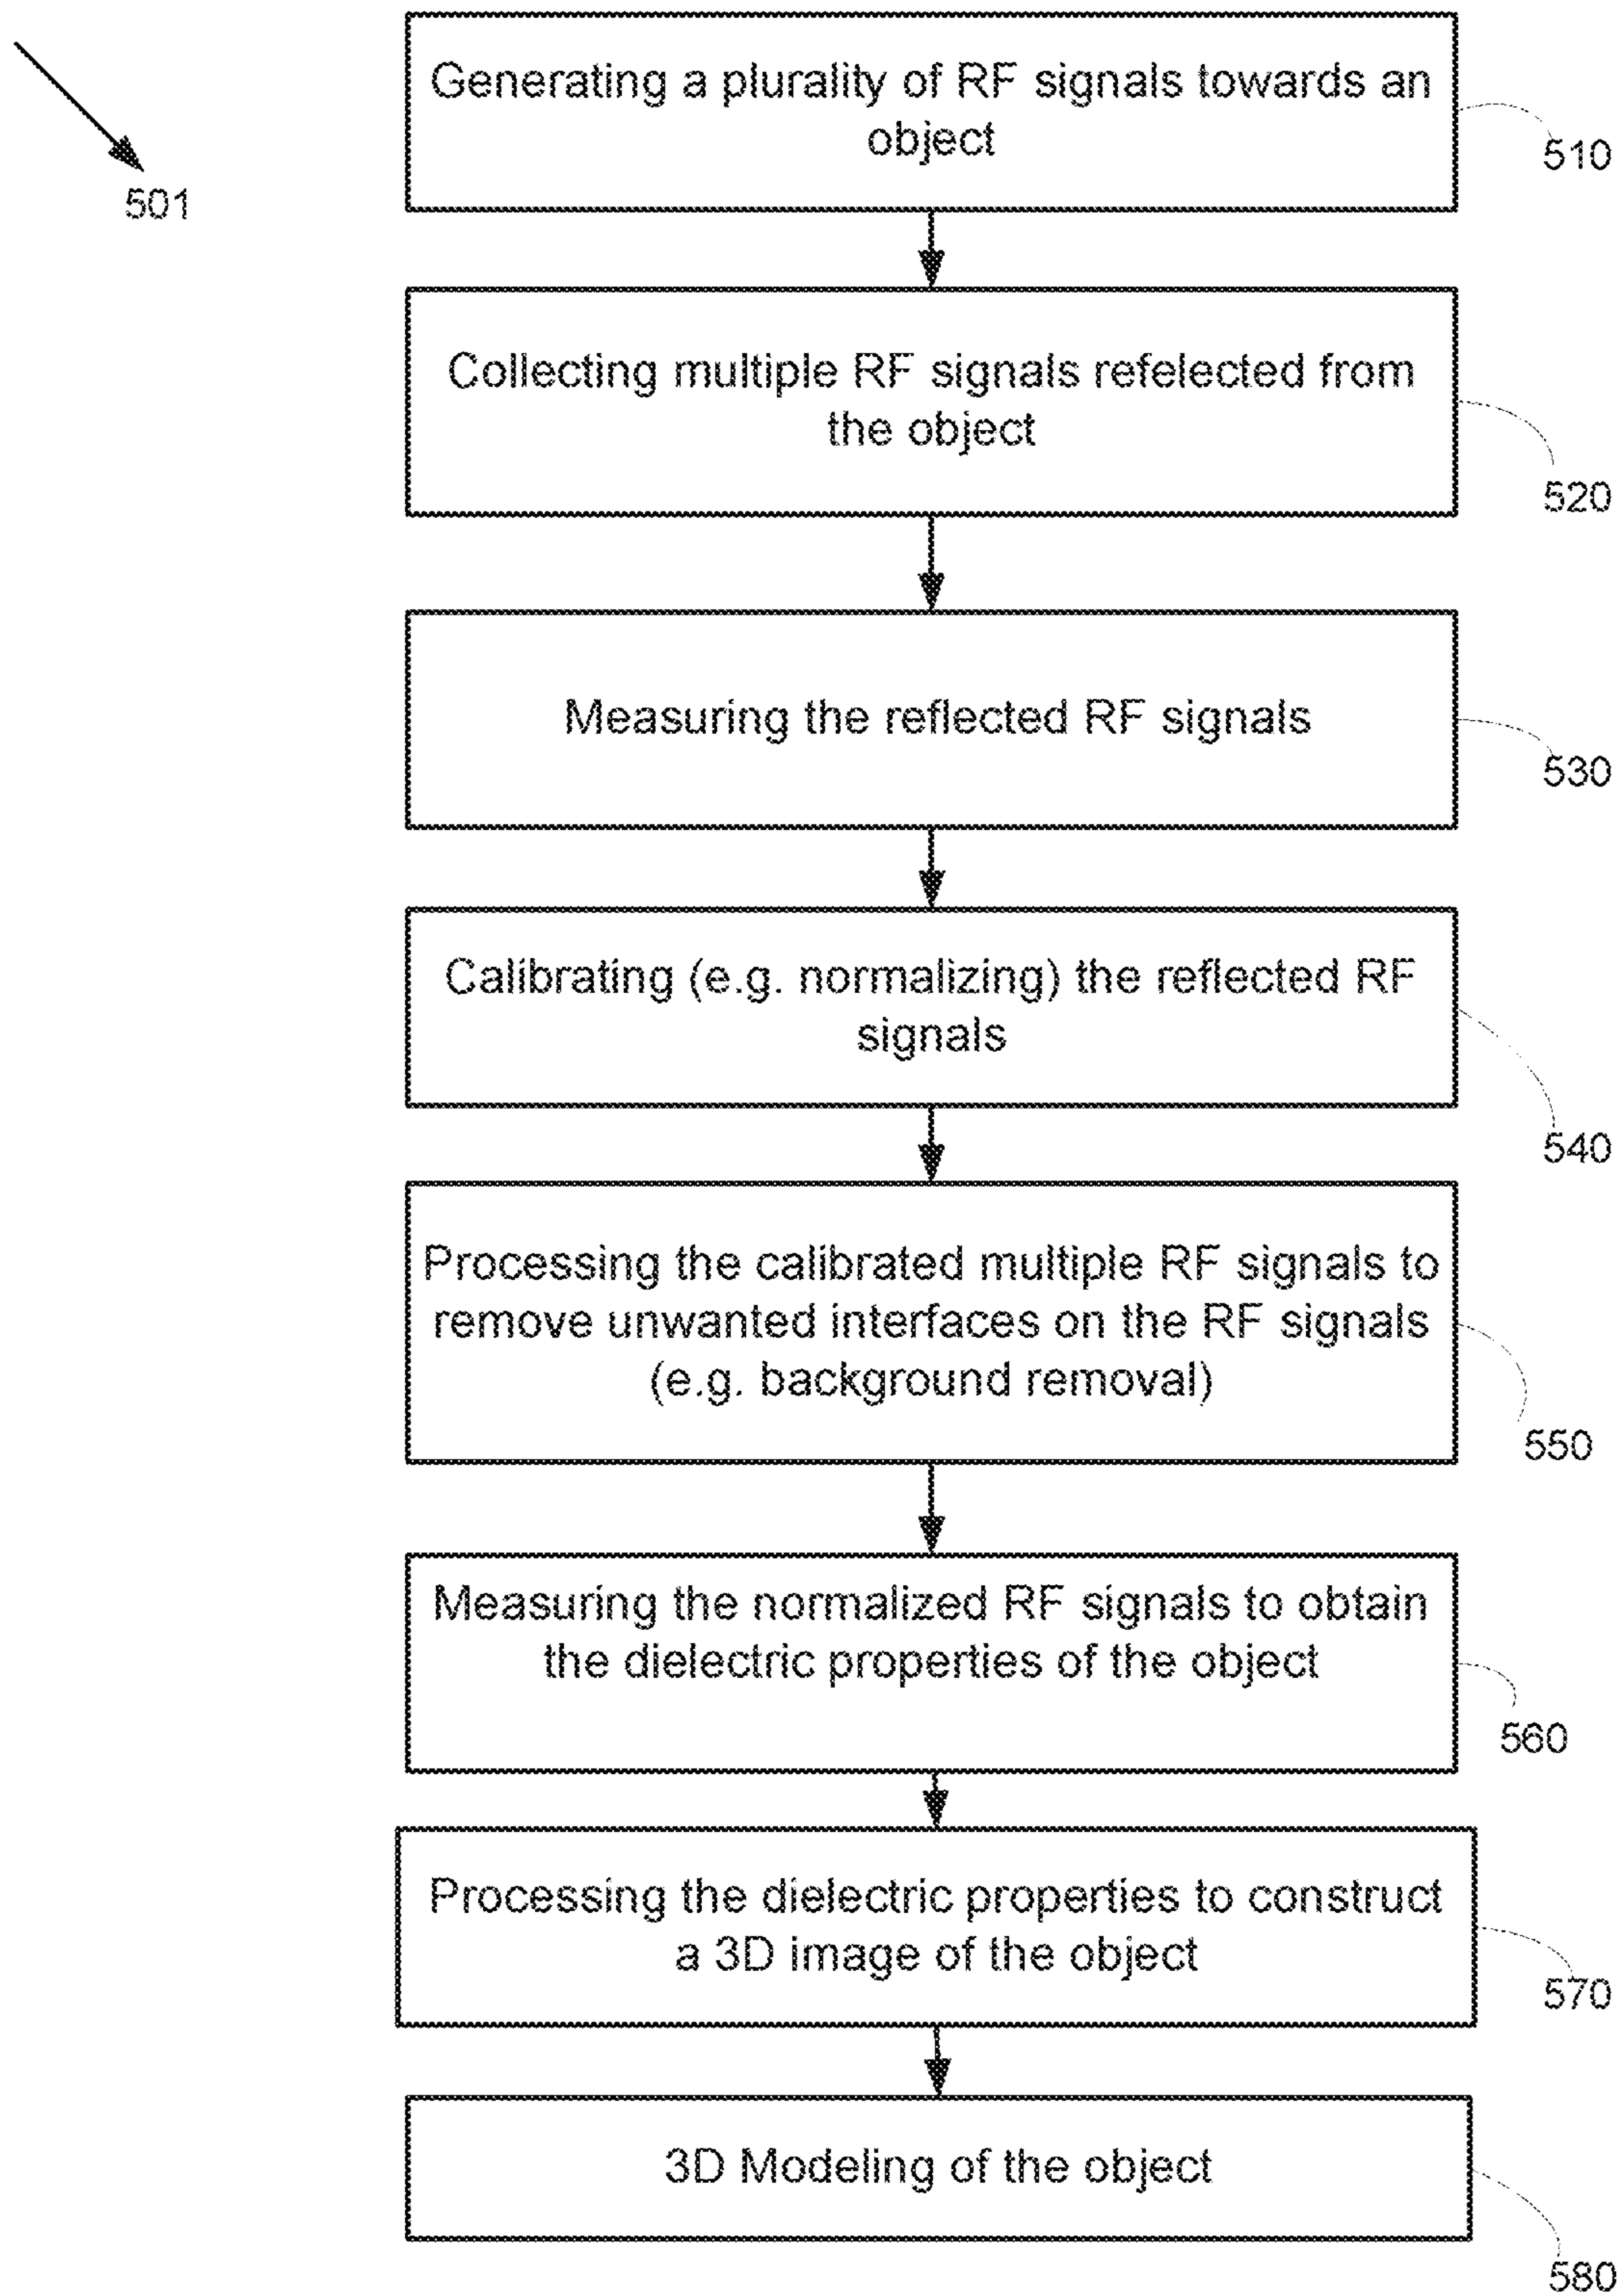 Generating a plurality of RF signals towards an
object
510
501
Collecting multiple RF signals refelected from
the object
520
Measuring the reflected RF signals
530
Calibrating (e.g. normalizing) the reflected RF
signals
540
Processing the calibrated multiple RF signals to
remove unwanted interfaces on the RF signals
(e.g. background removal)
550
Measuring the normalized RF signals to obtain
the dielectric properties of the object
560
Processing the dielectric properties to construct
a 3D image of the object
570
3D Modeling of the object
580